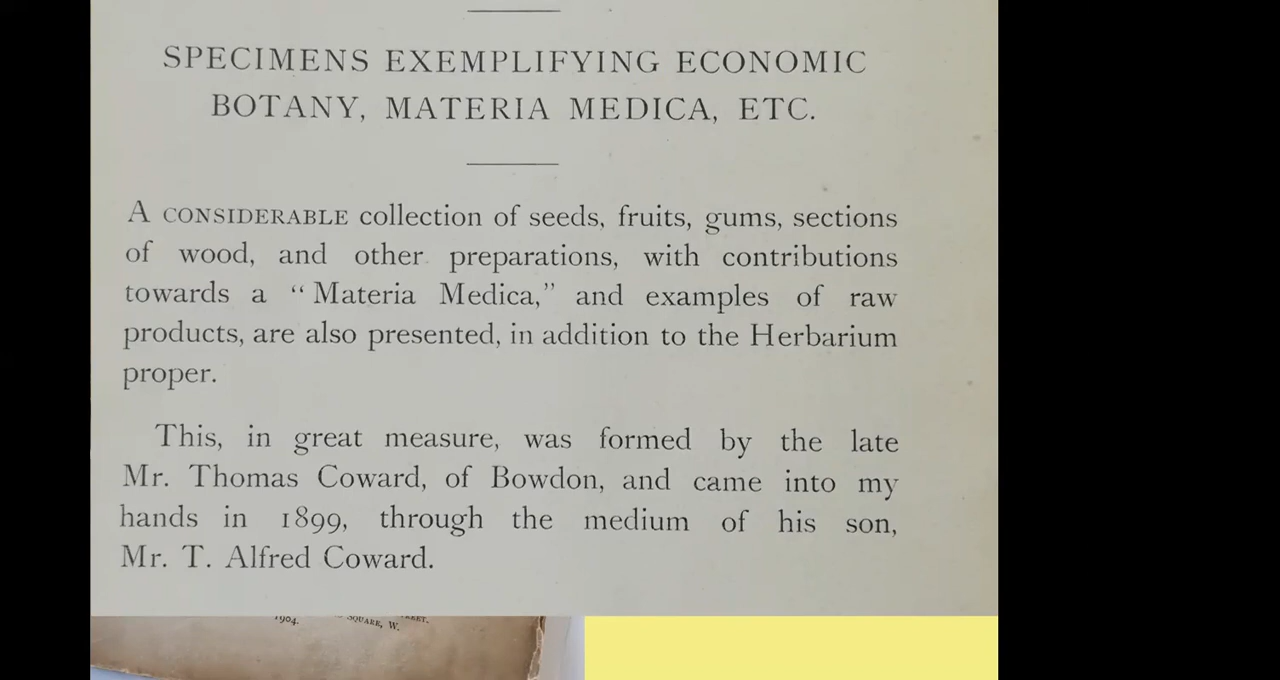 SPECIMENS EXEMPLIFYING ECONOMIC
BOTANY, MATERIA MEDICA, ETC.
A CONSIDERABLE collection of seeds, fruits, gums, sections
of wood, and other preparations, with contributions
towards a “Materia Medica,” and examples of raw
products, are also presented, in addition to the Herbarium
proper.
This, in great measure, was formed by the late
Mr. Thomas Coward, of Bowdon, and came into my
hands in 1899, through the medium of his son,
Mr. T. Alfred Coward.
1904. SQUARE, W.